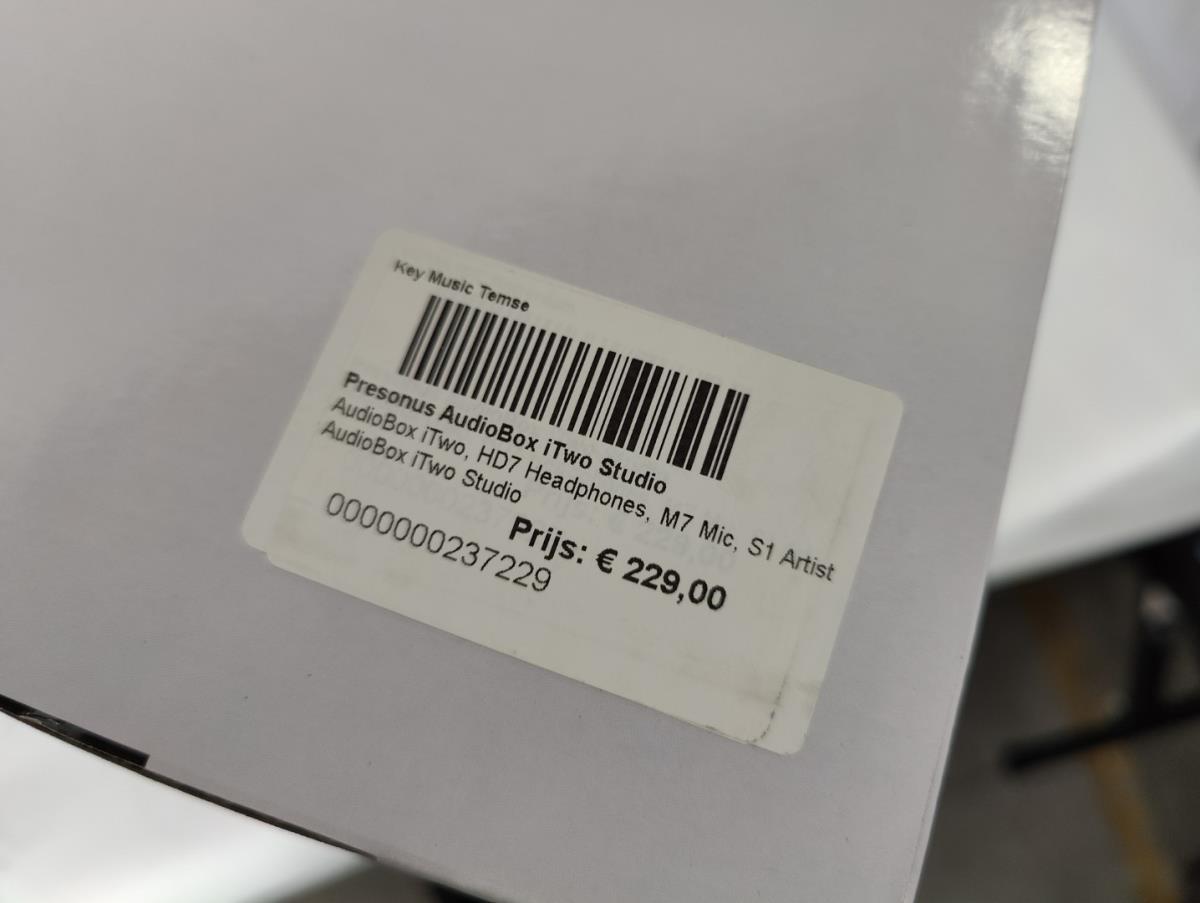 Key Music Temse
Presonus AudioBox iTwo Studio
AudioBox iTwo, HD7 Headphones, M7 Mic, S1 Artist
AudioBox iTwo Studio
Prijs: € 229,00
0000000237229